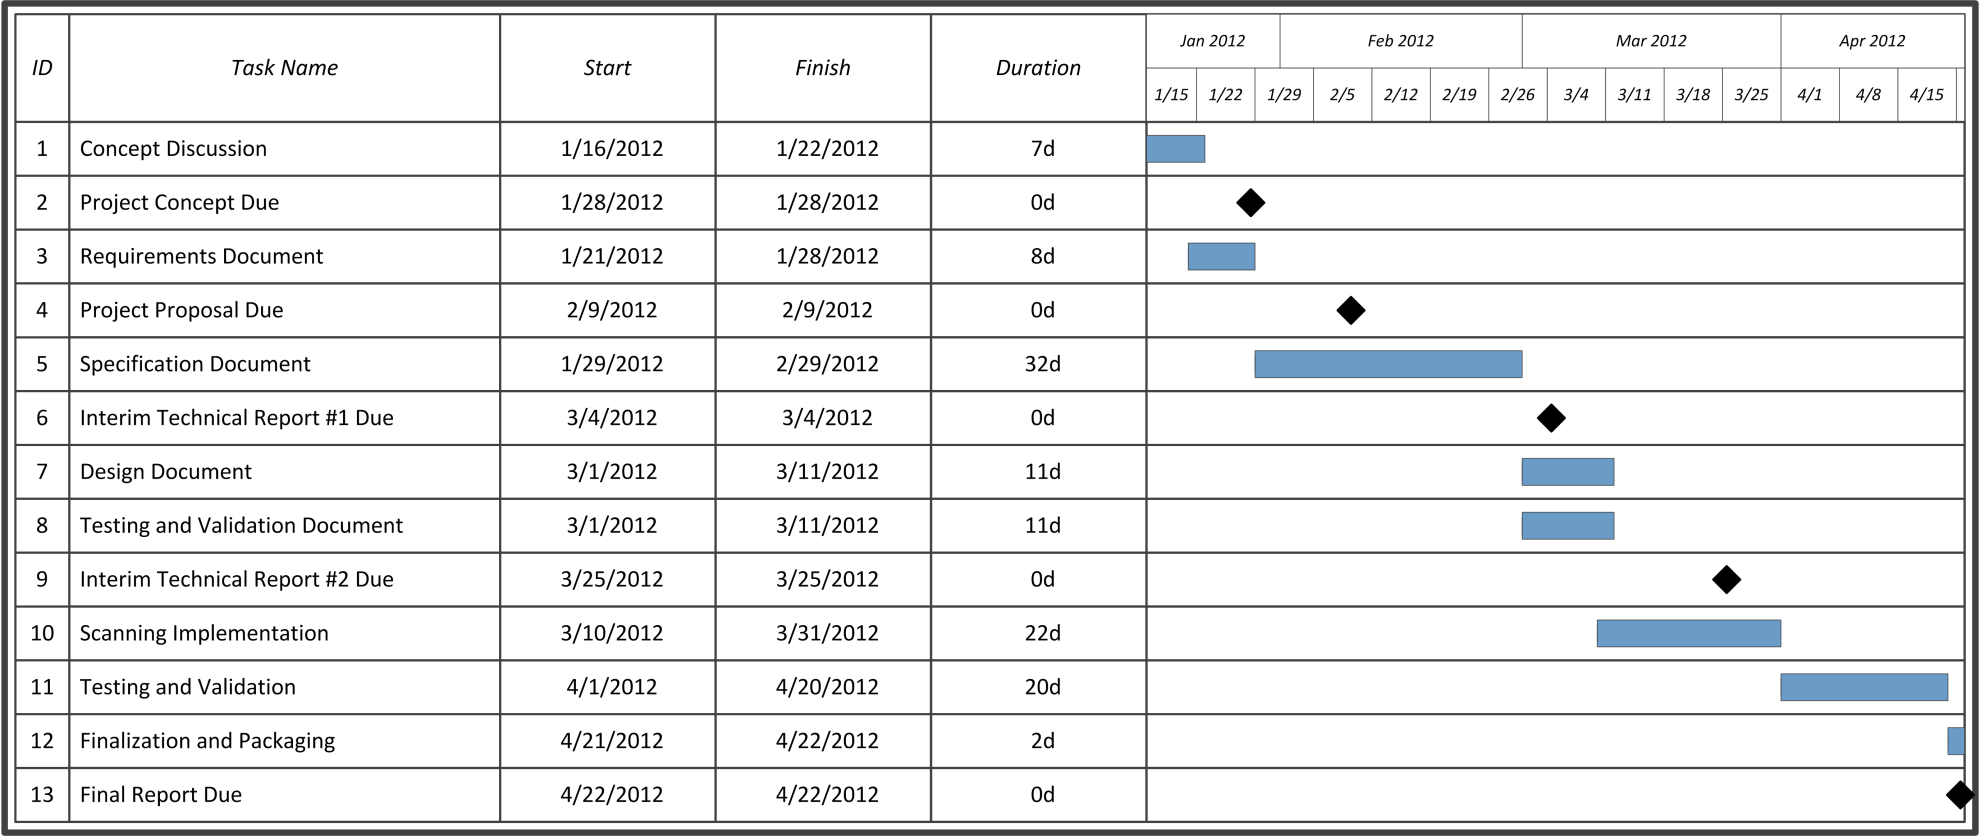 ID Task Name Start Finish Duration Jan 2012 Feb 2012 Mar 2012 Apr 2012
1/15 1/22 1/29 2/5 2/12 2/19 2/26 3/4 3/11 3/18 3/25 4/1 4/8 4/15
1 Concept Discussion 1/16/2012 1/22/2012 7d
2 Project Concept Due 1/28/2012 1/28/2012 0d
3 Requirements Document 1/21/2012 1/28/2012 8d
4 Project Proposal Due 2/9/2012 2/9/2012 0d
5 Specification Document 1/29/2012 2/29/2012 32d
6 Interim Technical Report #1 Due 3/4/2012 3/4/2012 0d
7 Design Document 3/1/2012 3/11/2012 11d
8 Testing and Validation Document 3/1/2012 3/11/2012 11d
9 Interim Technical Report #2 Due 3/25/2012 3/25/2012 0d
10 Scanning Implementation 3/10/2012 3/31/2012 22d
11 Testing and Validation 4/1/2012 4/20/2012 20d
12 Finalization and Packaging 4/21/2012 4/22/2012 2d
13 Final Report Due 4/22/2012 4/22/2012 0d